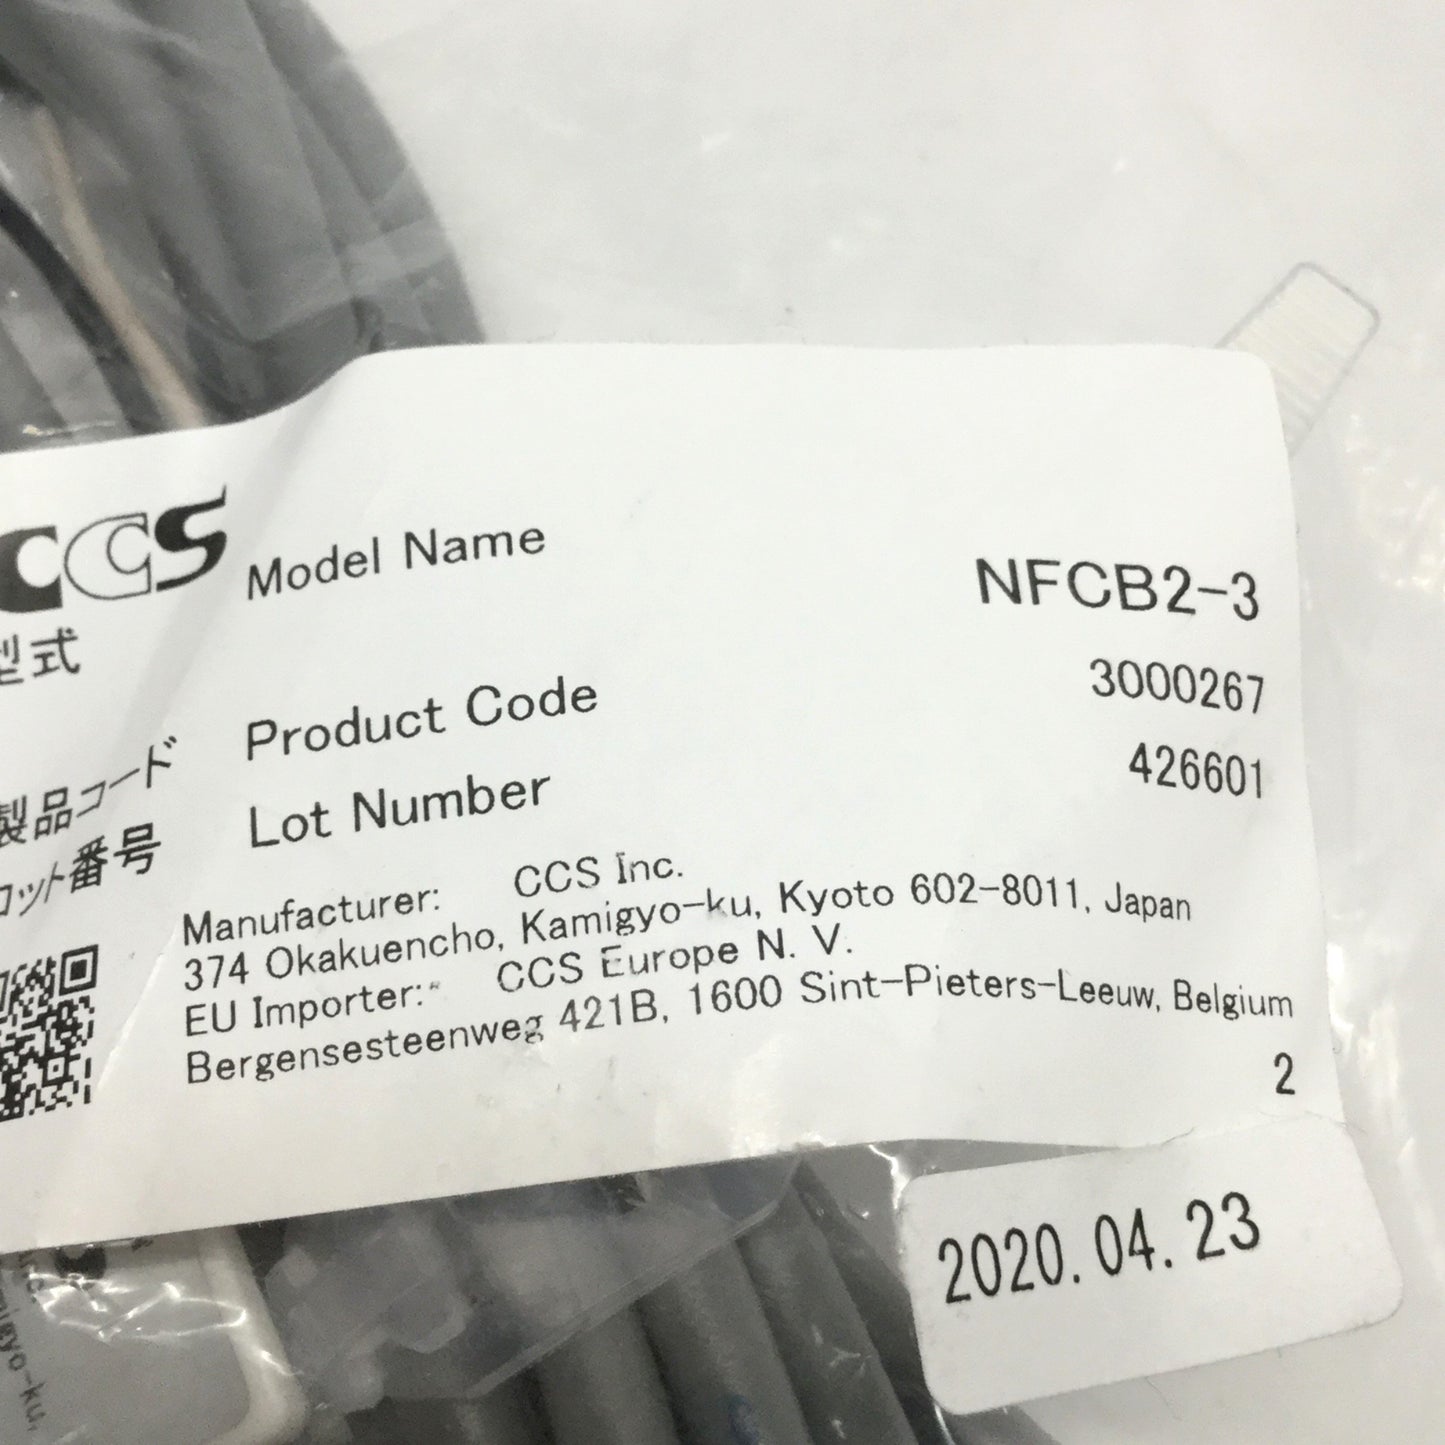 CCS Model Name NFCB2-3
型式
製品コード Product Code 3000267
ロット番号 Lot Number 426601
Manufacturer: CCS Inc.
374 Okakuencho, Kamigyo-ku, Kyoto 602-8011, Japan
EU Importer: CCS Europe N. V.
Bergensesteenweg 421B, 1600 Sint-Pieters-Leeuw, Belgium
2
2020.04.23